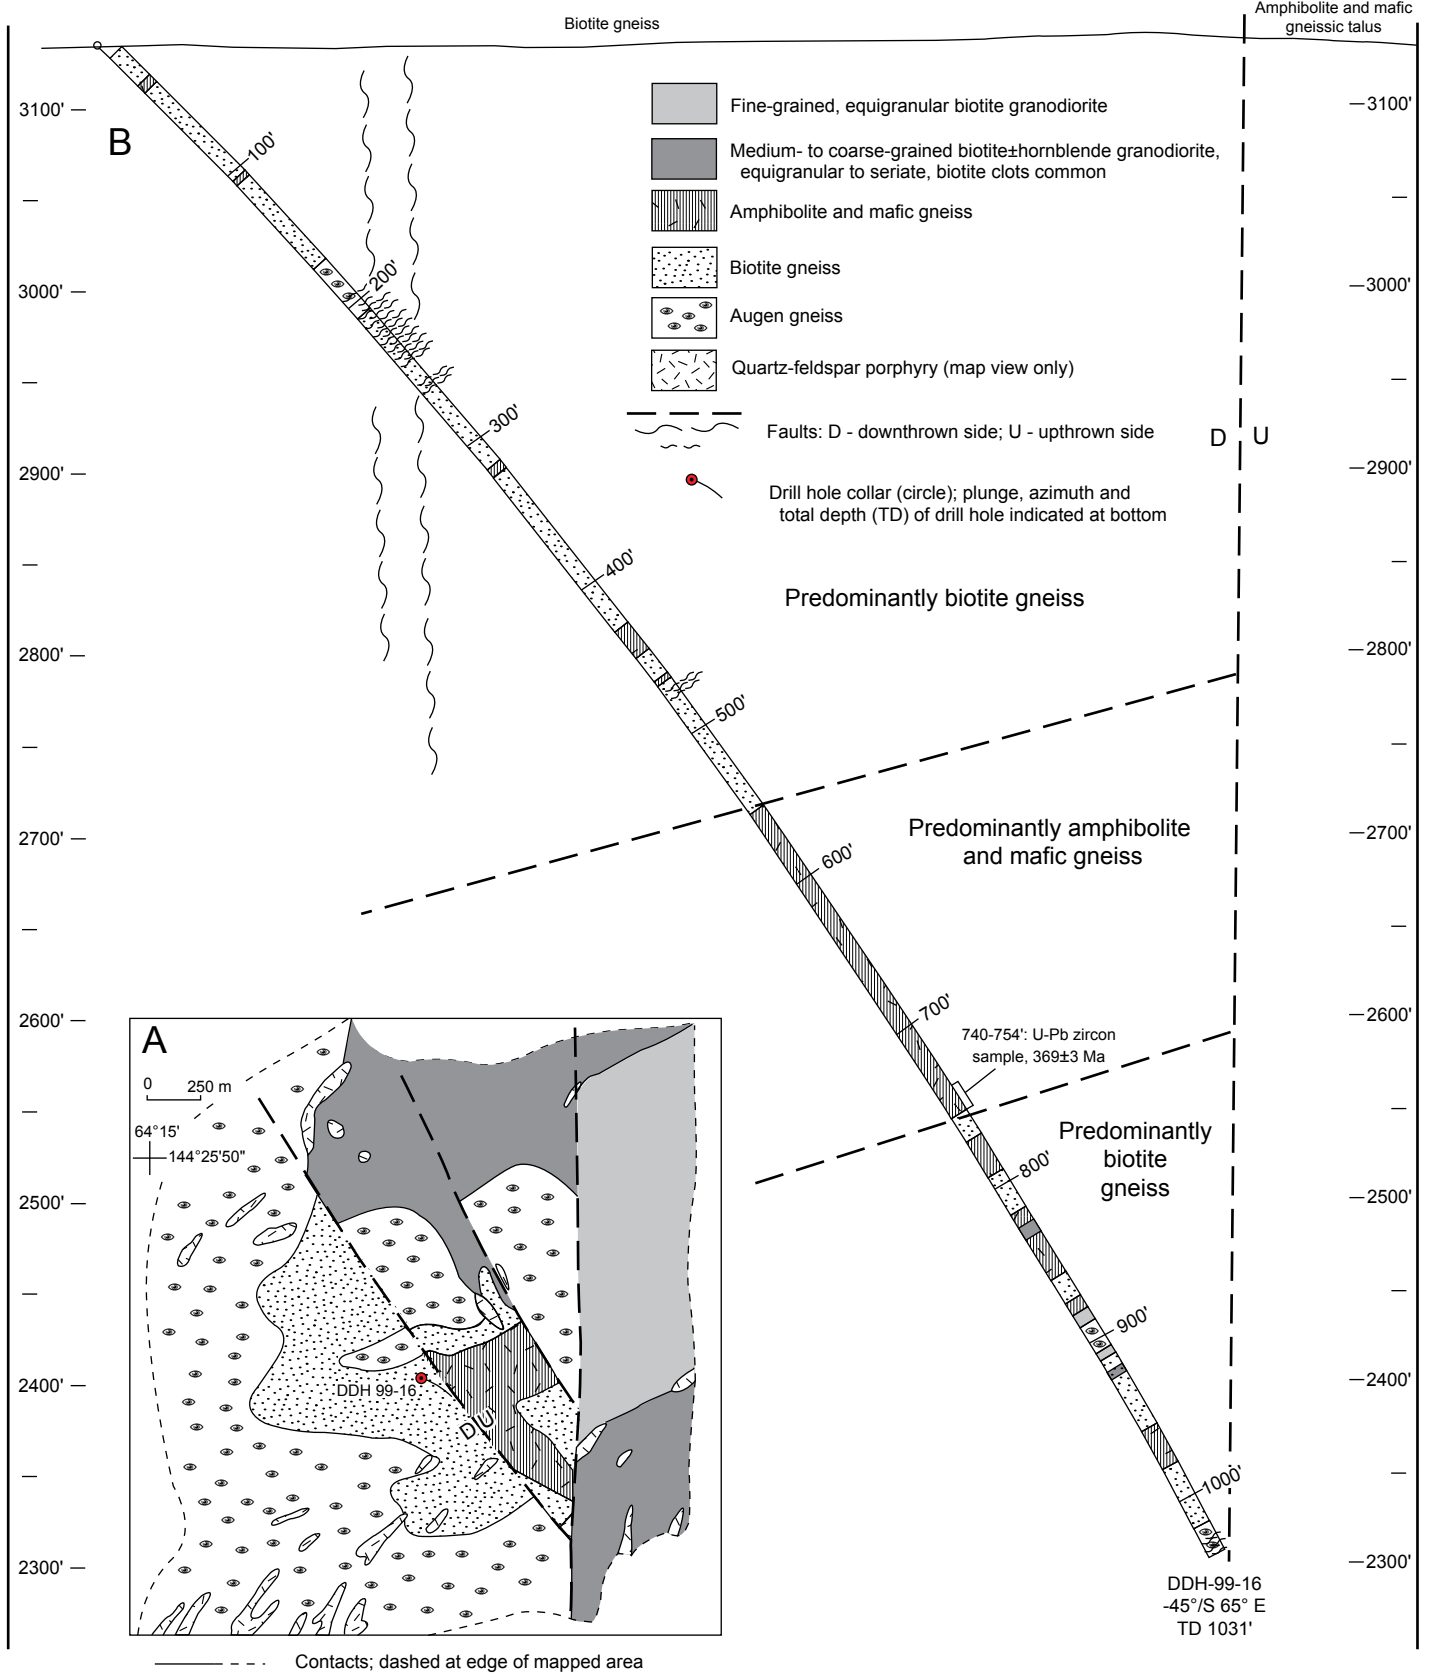 Biotite gneiss
Amphibolite and mafic
gneissic talus
B
3100'
3000'
2900'
2800'
2700'
2600'
2500'
2400'
2300'
3100'
3000'
2900'
2800'
2700'
2600'
2500'
2400'
2300'
100'
200'
300'
400'
500'
600'
700'
800'
900'
1000'
Fine-grained, equigranular biotite granodiorite
Medium- to coarse-grained biotite±hornblende granodiorite,
equigranular to seriate, biotite clots common
Amphibolite and mafic gneiss
Biotite gneiss
Augen gneiss
Quartz-feldspar porphyry (map view only)
Faults: D - downthrown side; U - upthrown side
Drill hole collar (circle); plunge, azimuth and
total depth (TD) of drill hole indicated at bottom
D U
Predominantly biotite gneiss
Predominantly amphibolite
and mafic gneiss
740-754': U-Pb zircon
sample, 369±3 Ma
Predominantly
biotite
gneiss
DDH-99-16
-45°/S 65° E
TD 1031'
A
0 250 m
64°15'
144°25'50"
DDH 99-16
D U
Contacts; dashed at edge of mapped area